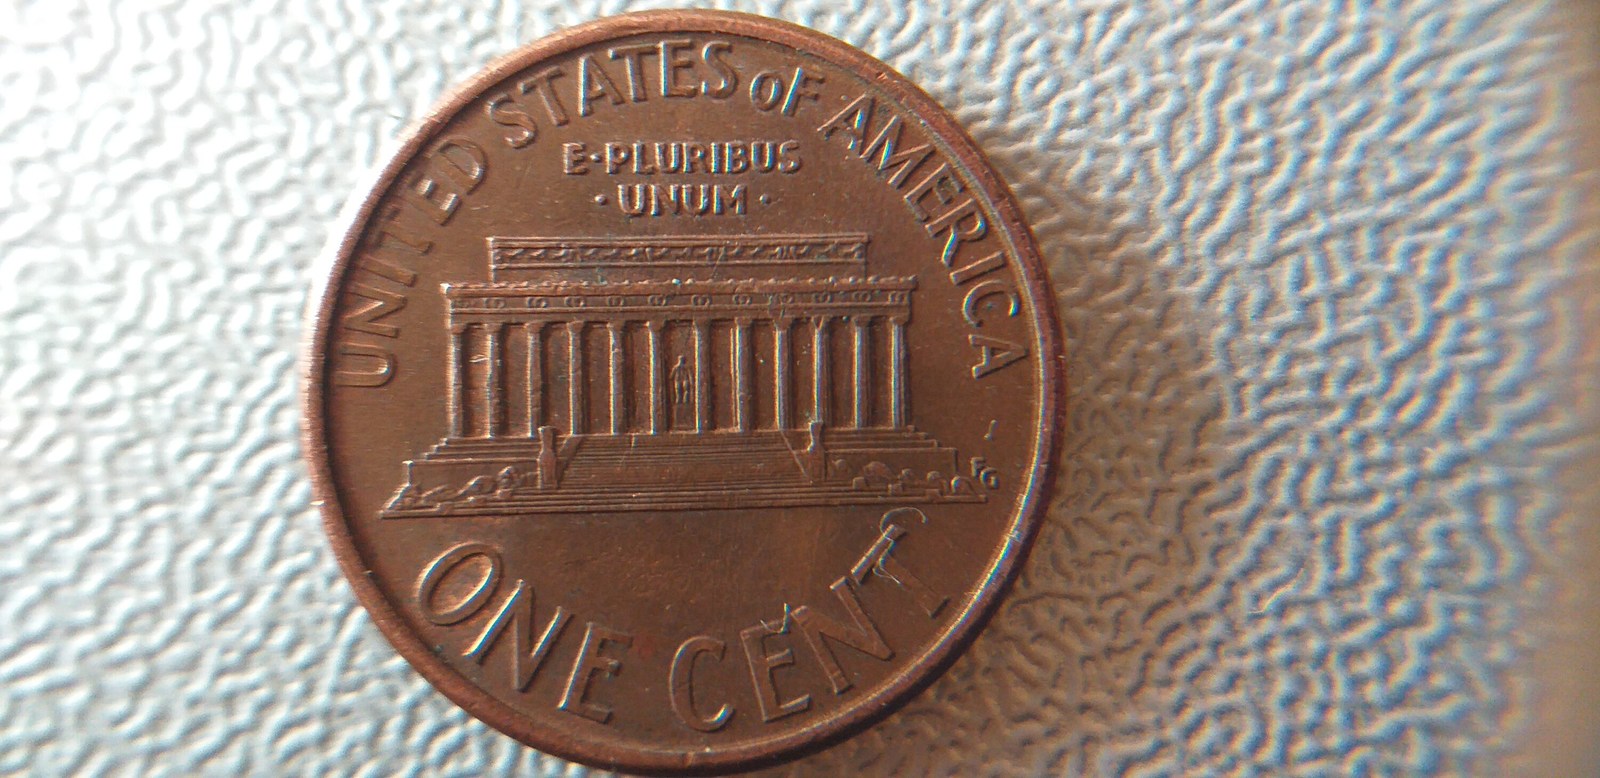 UNITED STATES OF AMERICA
E·PLURIBUS
·UNUM·
FG
ONE CENT